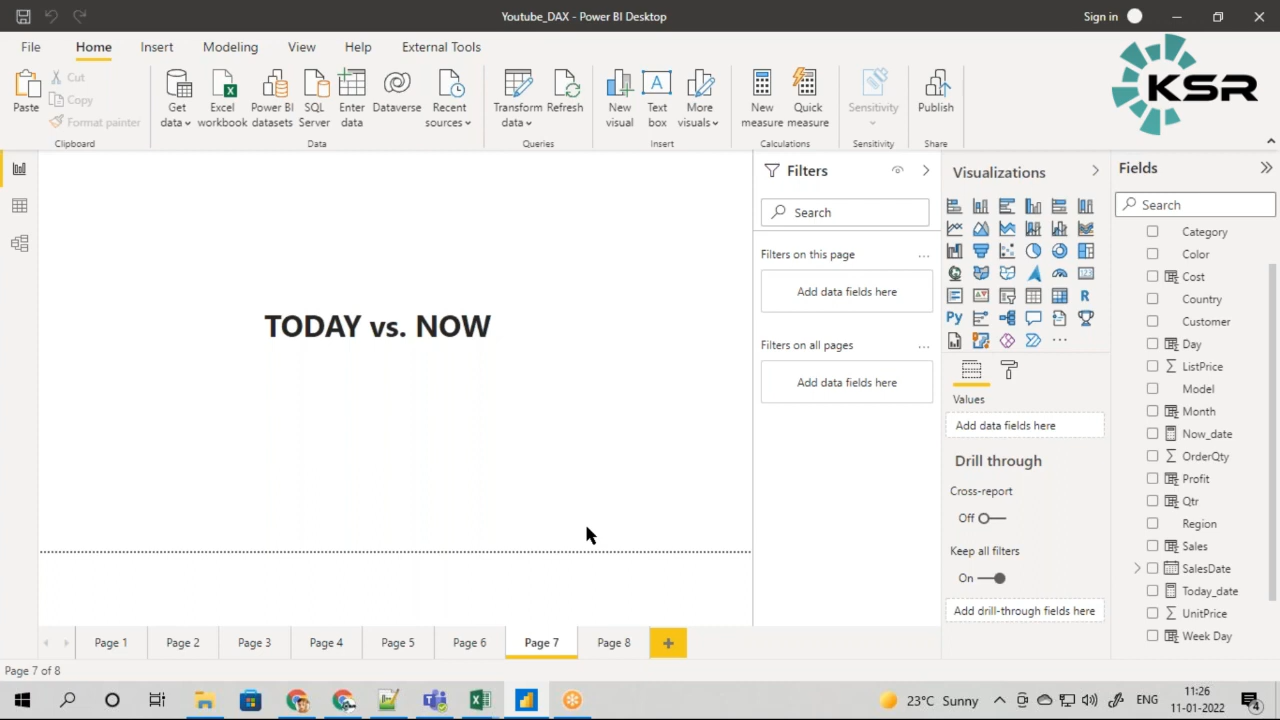 Youtube_DAX - Power BI Desktop
Sign in
File Home Insert Modeling View Help External Tools
KSR
Paste
Cut
Copy
Format painter
Clipboard
Get data
Excel workbook
Power BI datasets
SQL Server
Enter data
Dataverse
Recent sources
Data
Transform data
Refresh
Queries
New visual
Text box
More visuals
Insert
New measure
Quick measure
Calculations
Sensitivity
Sensitivity
Publish
Share
TODAY vs. NOW
Filters
Search
Filters on this page ...
Add data fields here
Filters on all pages ...
Add data fields here
Visualizations
R
Py
...
Values
Add data fields here
Drill through
Cross-report
Off
Keep all filters
On
Add drill-through fields here
Fields
Search
Category
Color
Cost
Country
Customer
Day
ListPrice
Model
Month
Now_date
OrderQty
Profit
Qtr
Region
Sales
SalesDate
Today_date
UnitPrice
Week Day
Page 1 Page 2 Page 3 Page 4 Page 5 Page 6 Page 7 Page 8 +
Page 7 of 8
23°C Sunny
ENG
11:26
11-01-2022
4